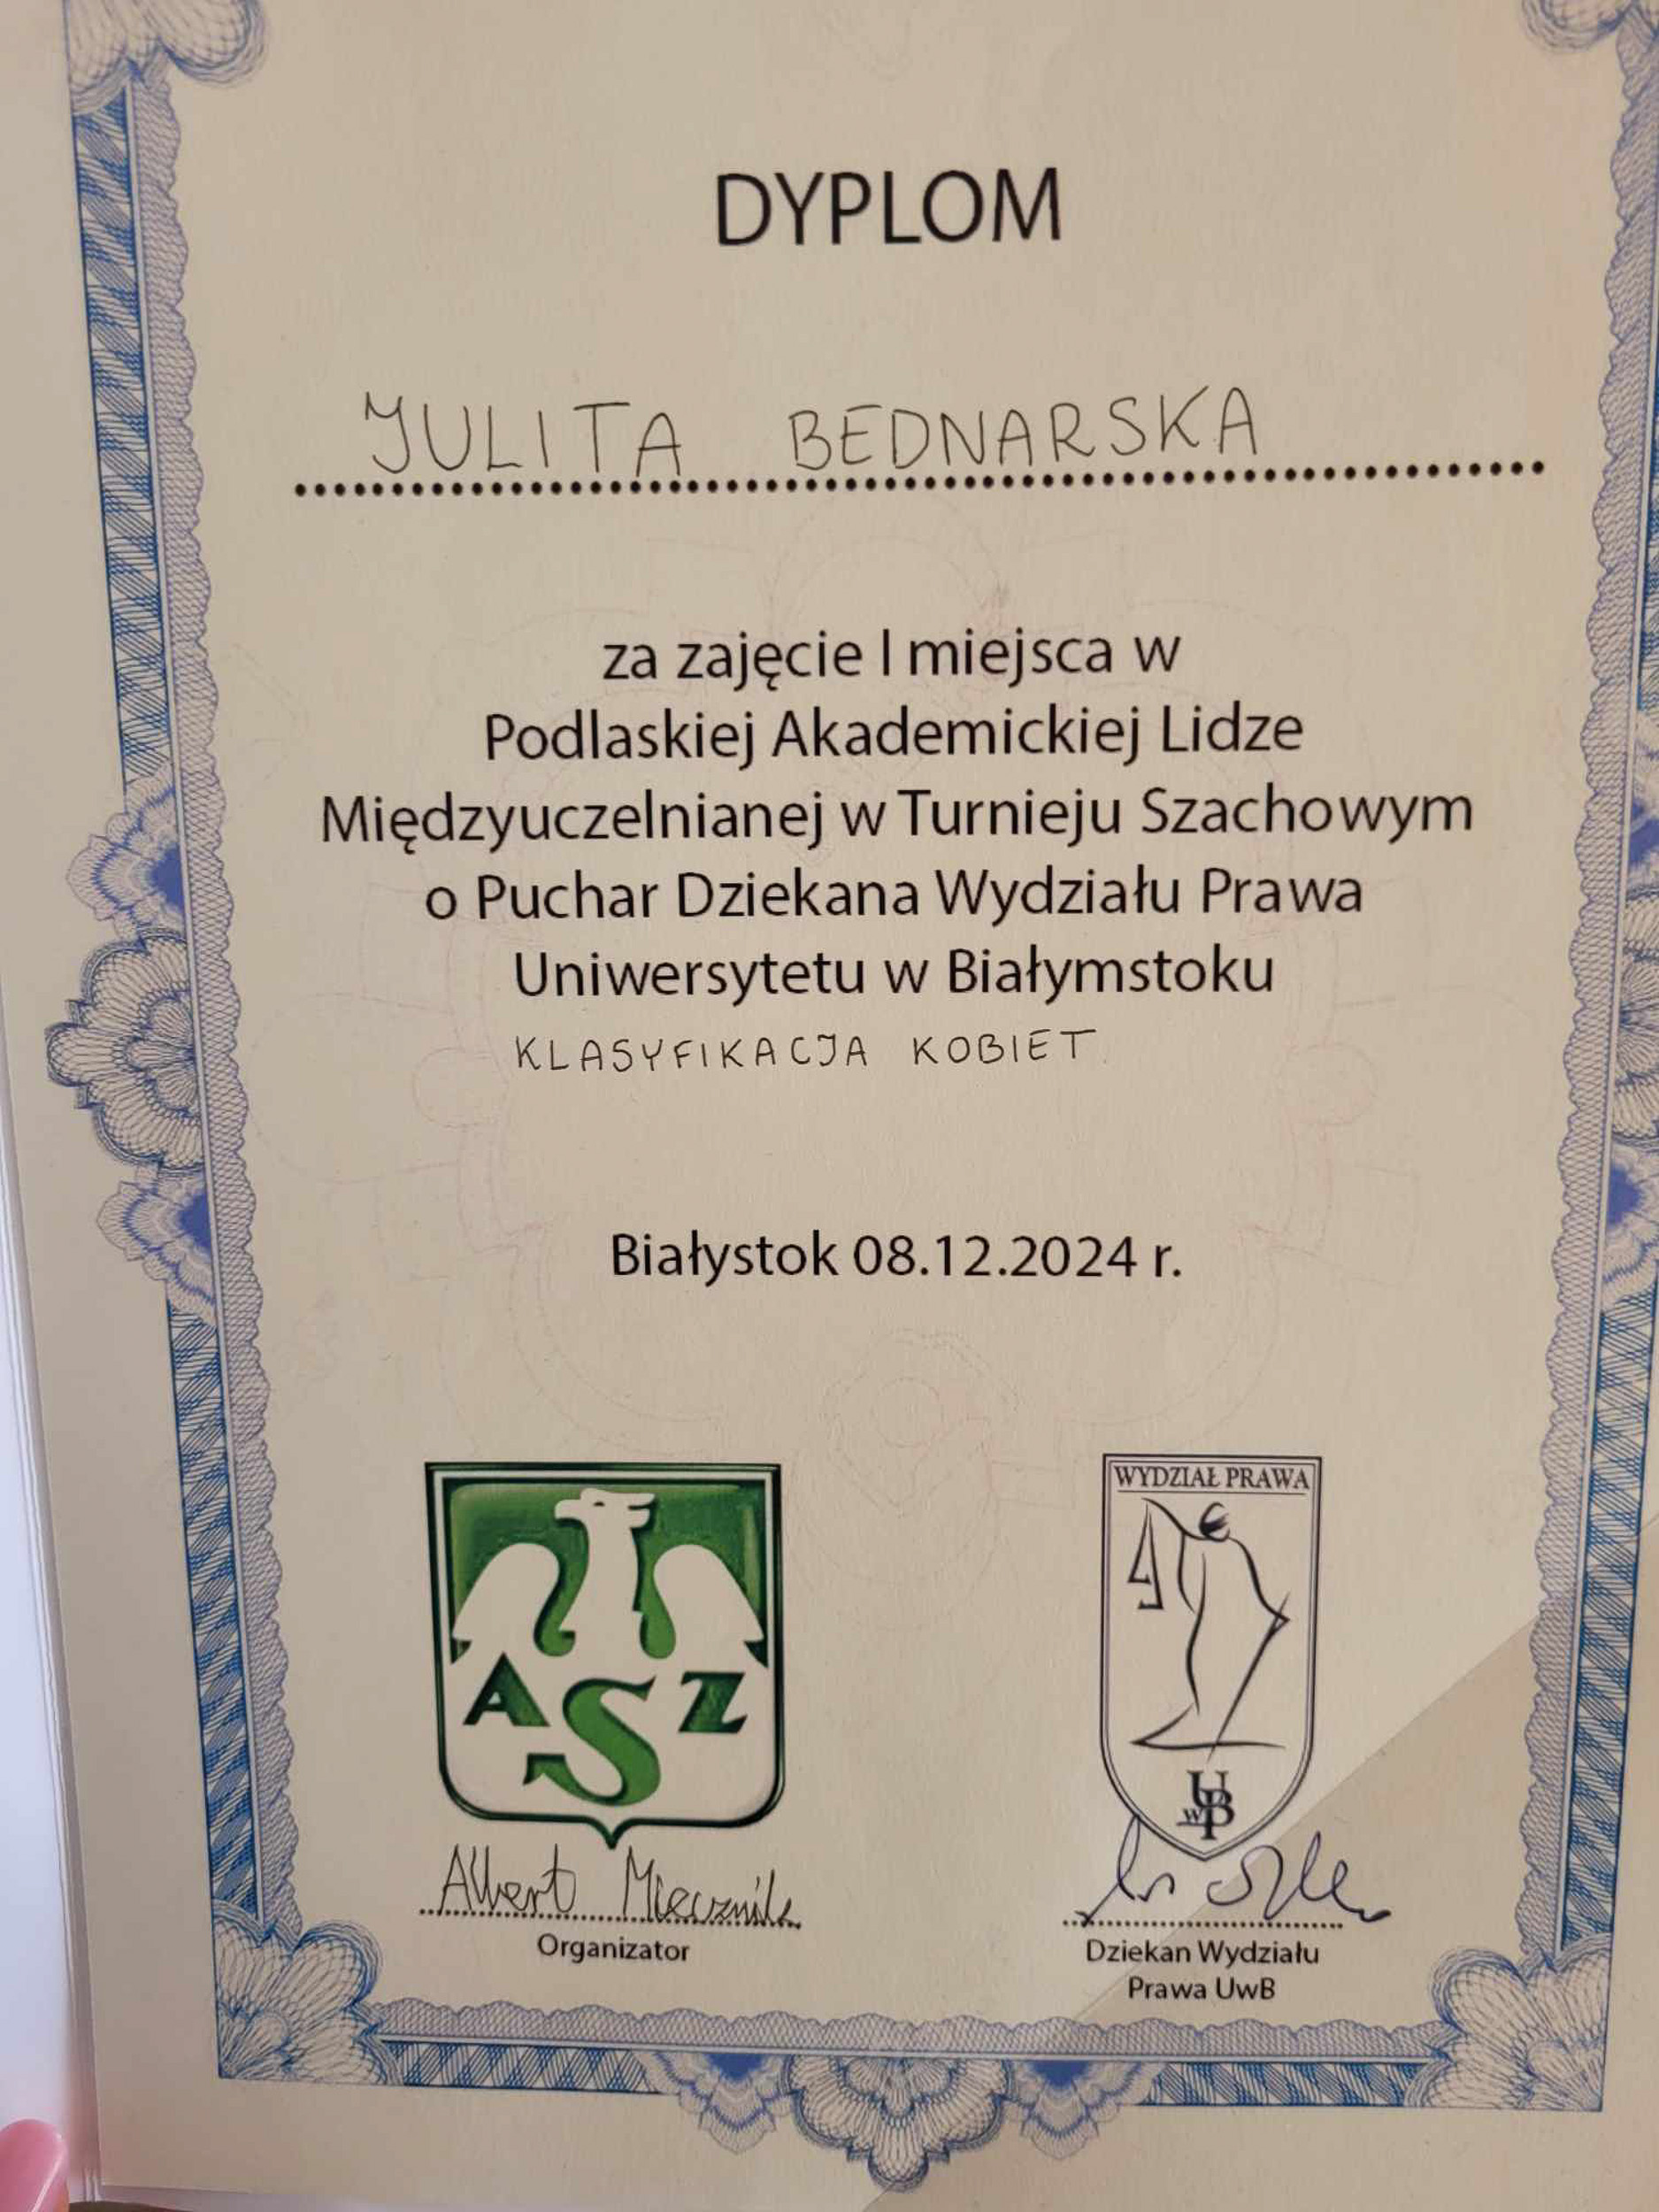 DYPLOM
JULITA BEDNARSKA
za zajęcie I miejsca w
Podlaskiej Akademickiej Lidze
Międzyuczelnianej w Turnieju Szachowym
o Puchar Dziekana Wydziału Prawa
Uniwersytetu w Białymstoku
KLASYFIKACJA KOBIET
Białystok 08.12.2024 r.
AZS
WYDZIAŁ PRAWA
UwB
Albert Miecznik
Organizator
Dziekan Wydziału
Prawa UwB